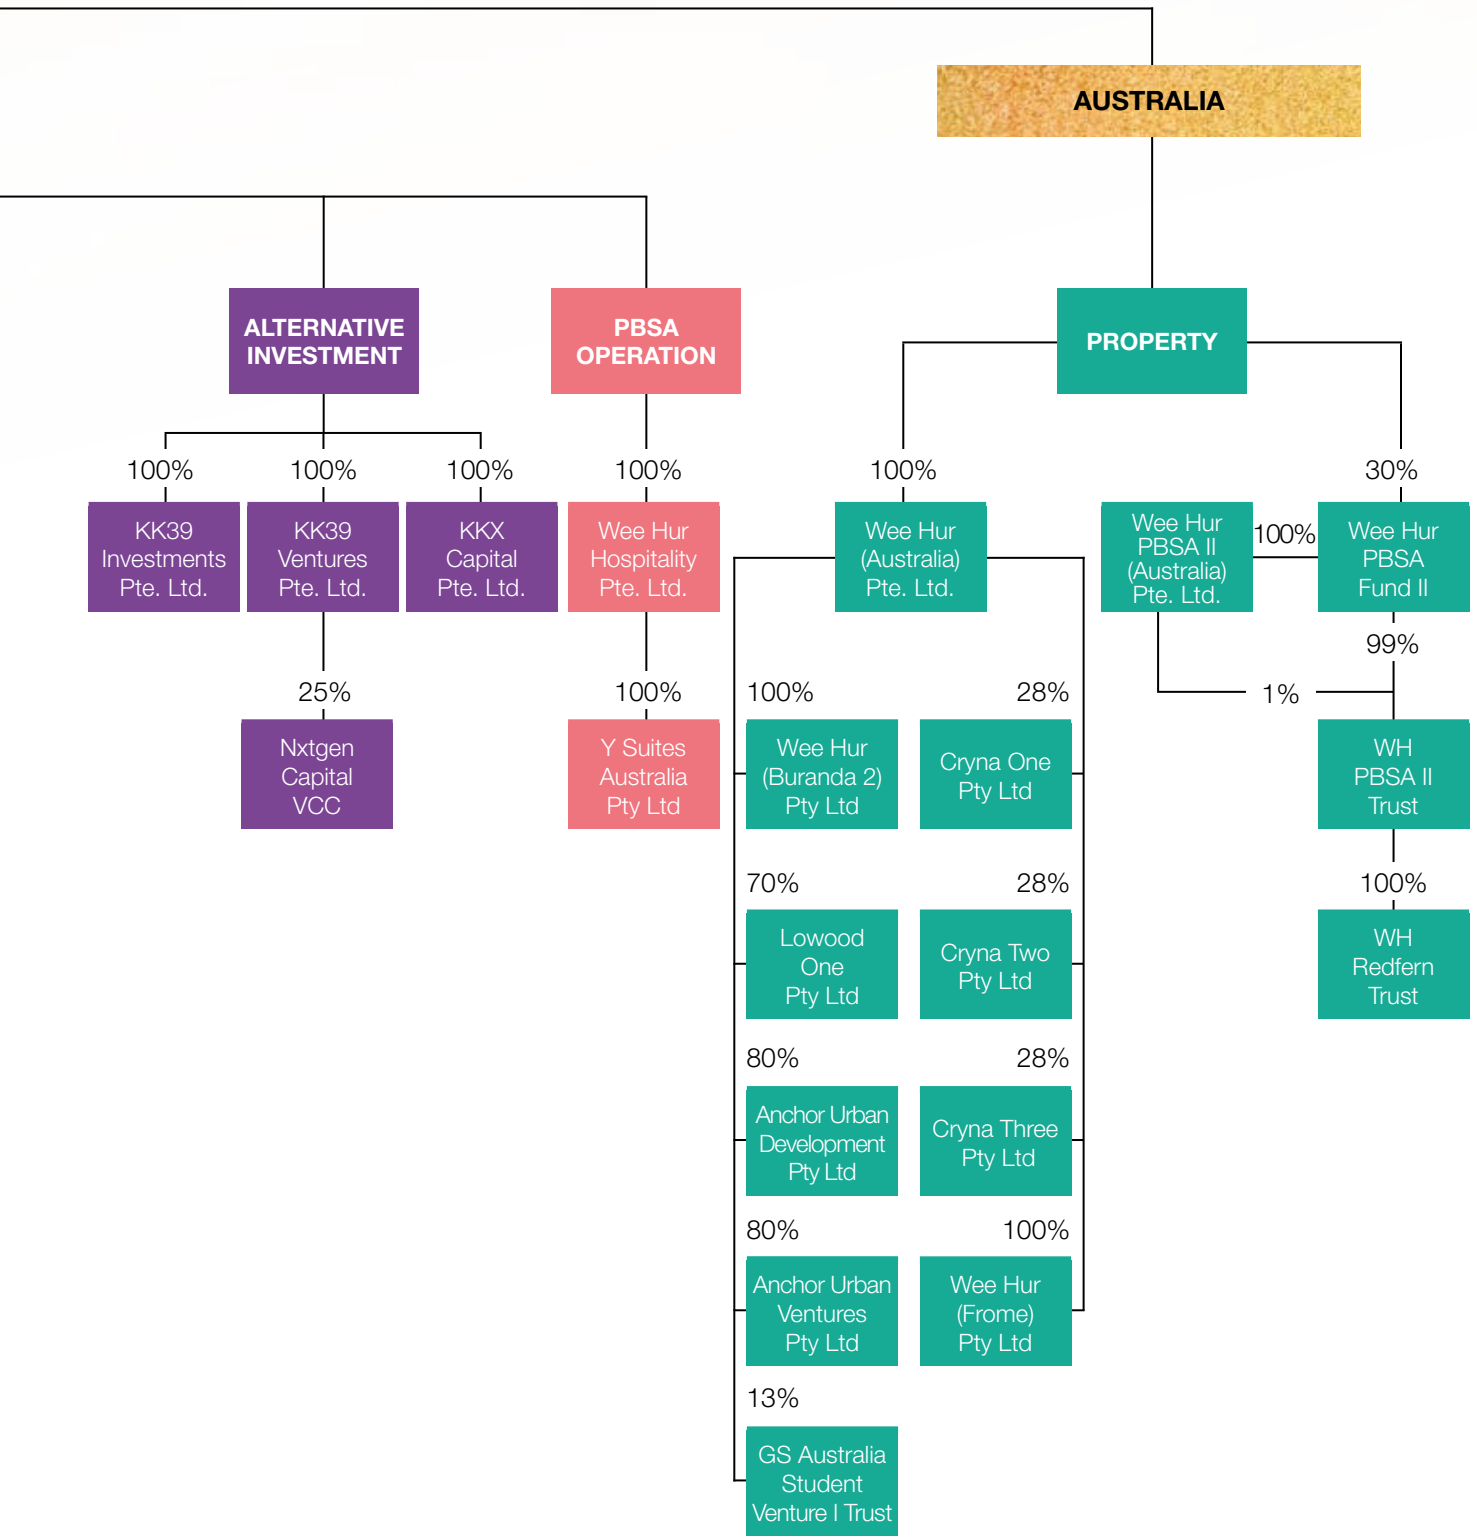 AUSTRALIA
ALTERNATIVE
INVESTMENT
PBSA
OPERATION
PROPERTY
100%
100%
100%
100%
100%
30%
KK39
Investments
Pte. Ltd.
KK39
Ventures
Pte. Ltd.
KKX
Capital
Pte. Ltd.
Wee Hur
Hospitality
Pte. Ltd.
Wee Hur
(Australia)
Pte. Ltd.
Wee Hur
PBSA II
(Australia)
Pte. Ltd.
100%
Wee Hur
PBSA
Fund II
99%
1%
25%
100%
100%
28%
Nxtgen
Capital
VCC
Y Suites
Australia
Pty Ltd
Wee Hur
(Buranda 2)
Pty Ltd
Cryna One
Pty Ltd
WH
PBSA II
Trust
70%
28%
100%
Lowood
One
Pty Ltd
Cryna Two
Pty Ltd
WH
Redfern
Trust
80%
28%
Anchor Urban
Development
Pty Ltd
Cryna Three
Pty Ltd
80%
100%
Anchor Urban
Ventures
Pty Ltd
Wee Hur
(Frome)
Pty Ltd
13%
GS Australia
Student
Venture I Trust